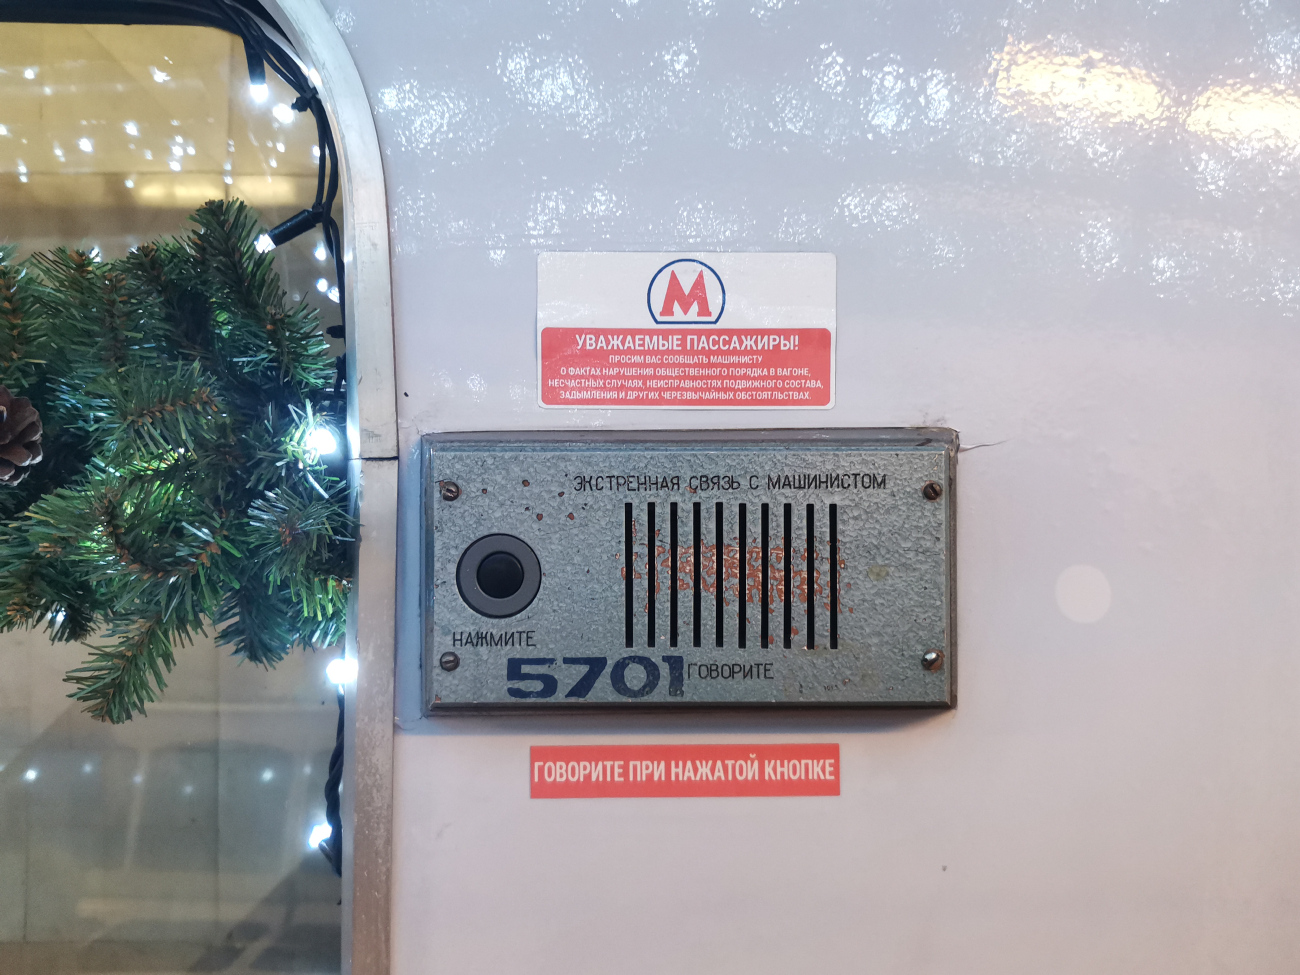 М
УВАЖАЕМЫЕ ПАССАЖИРЫ!
ПРОСИМ ВАС СООБЩАТЬ МАШИНИСТУ
О ФАКТАХ НАРУШЕНИЯ ОБЩЕСТВЕННОГО ПОРЯДКА В ВАГОНЕ,
НЕСЧАСТНЫХ СЛУЧАЯХ, НЕИСПРАВНОСТЯХ ПОДВИЖНОГО СОСТАВА,
ЗАДЫМЛЕНИЯ И ДРУГИХ ЧЕРЕЗВЫЧАЙНЫХ ОБСТОЯТЛЬСТВАХ.
ЭКСТРЕННАЯ СВЯЗЬ С МАШИНИСТОМ
НАЖМИТЕ
5701 ГОВОРИТЕ
ГОВОРИТЕ ПРИ НАЖАТОЙ КНОПКЕ